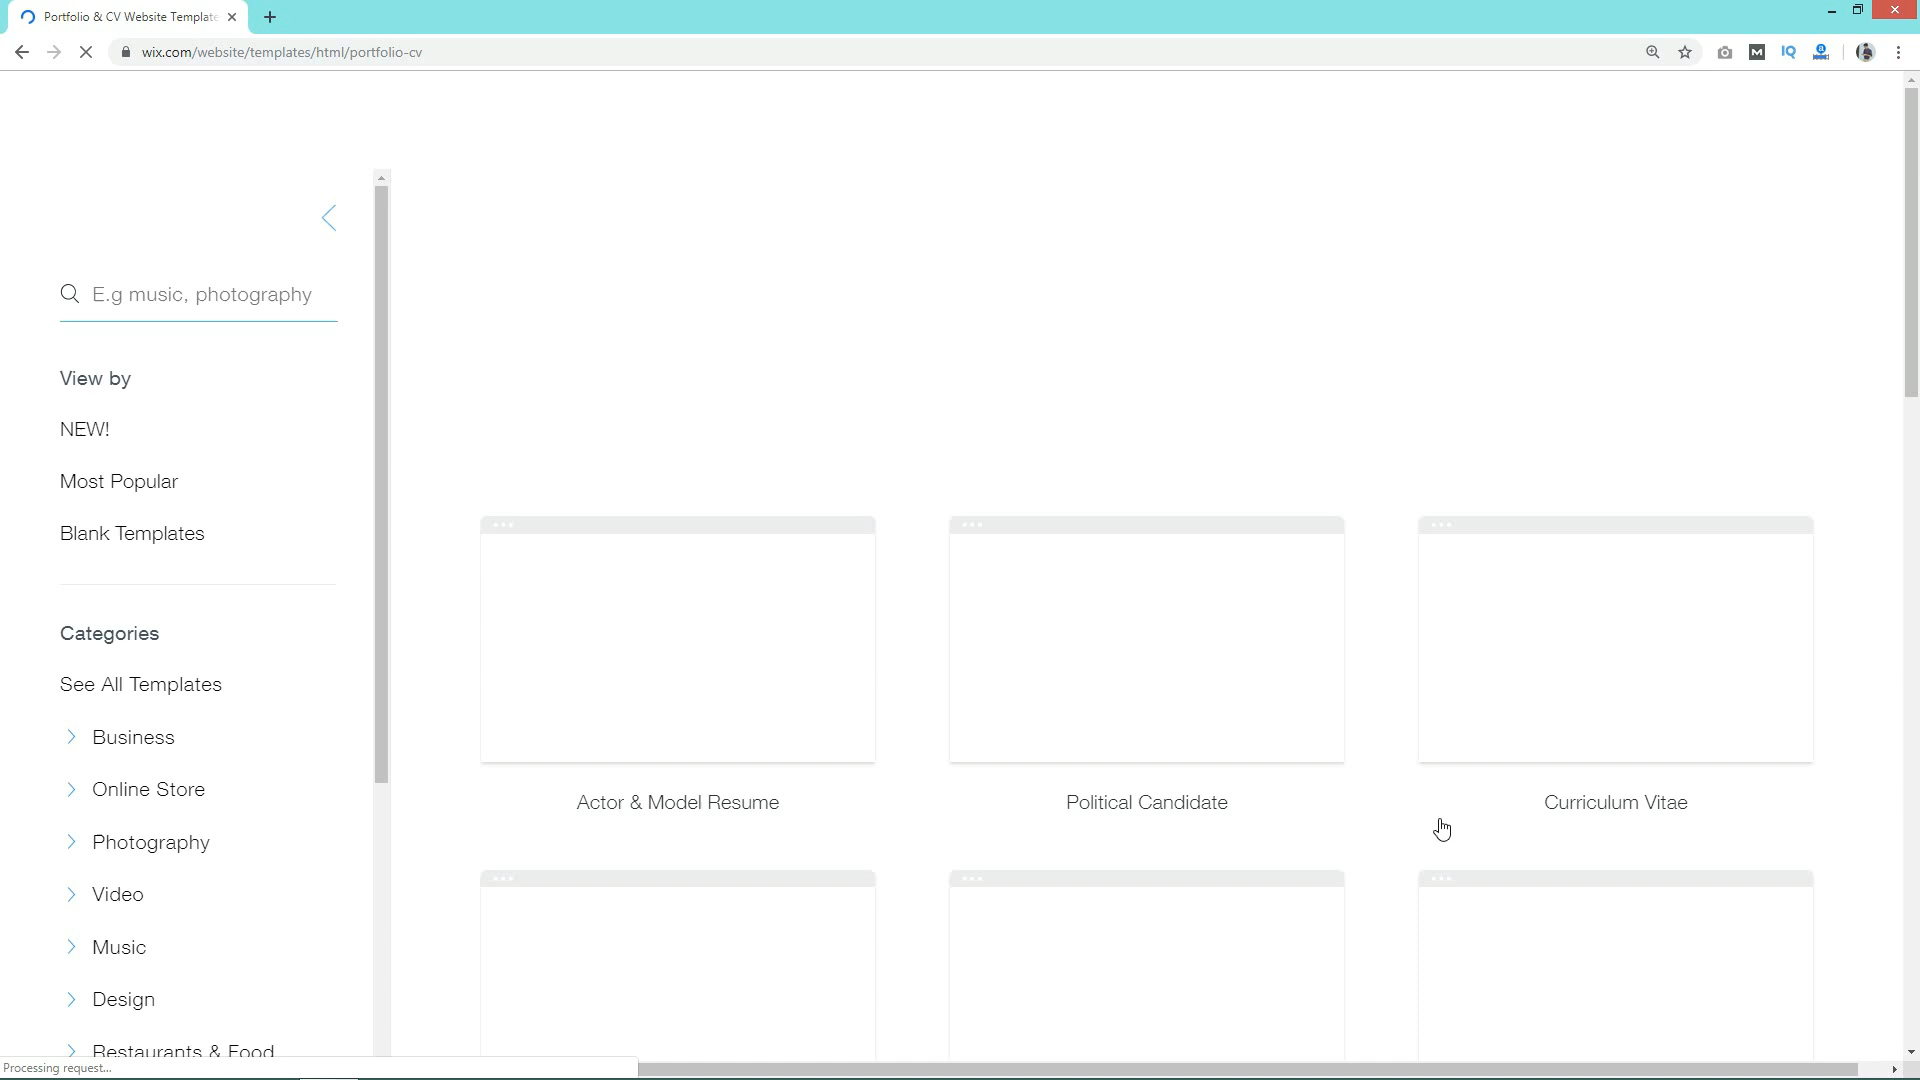 Portfolio & CV Website Template
wix.com/website/templates/html/portfolio-cv
E.g music, photography
View by
NEW!
Most Popular
Blank Templates
Categories
See All Templates
Business
Online Store
Photography
Video
Music
Design
Restaurants & Food
Actor & Model Resume
Political Candidate
Curriculum Vitae
Processing request...